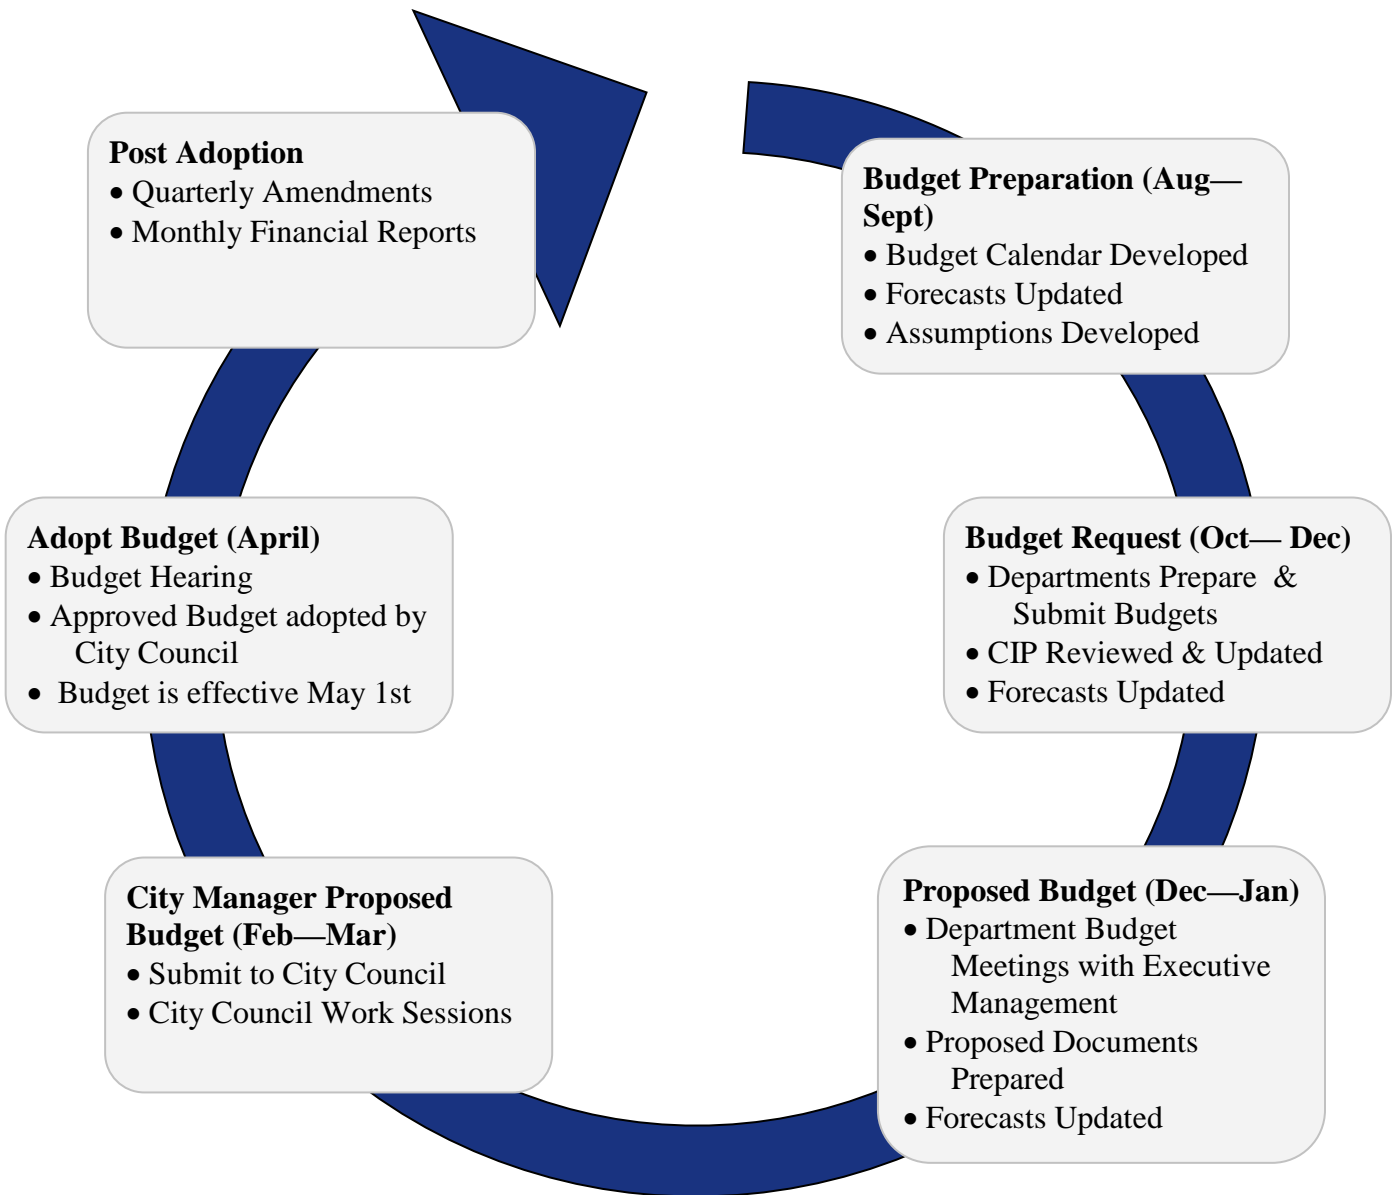 Post Adoption
• Quarterly Amendments
• Monthly Financial Reports
Budget Preparation (Aug—
Sept)
• Budget Calendar Developed
• Forecasts Updated
• Assumptions Developed
Budget Request (Oct— Dec)
• Departments Prepare  &
Submit Budgets
• CIP Reviewed & Updated
• Forecasts Updated
Proposed Budget (Dec—Jan)
• Department Budget
Meetings with Executive
Management
• Proposed Documents
Prepared
• Forecasts Updated
City Manager Proposed
Budget (Feb—Mar)
• Submit to City Council
• City Council Work Sessions
Adopt Budget (April)
• Budget Hearing
• Approved Budget adopted by
City Council
• Budget is effective May 1st